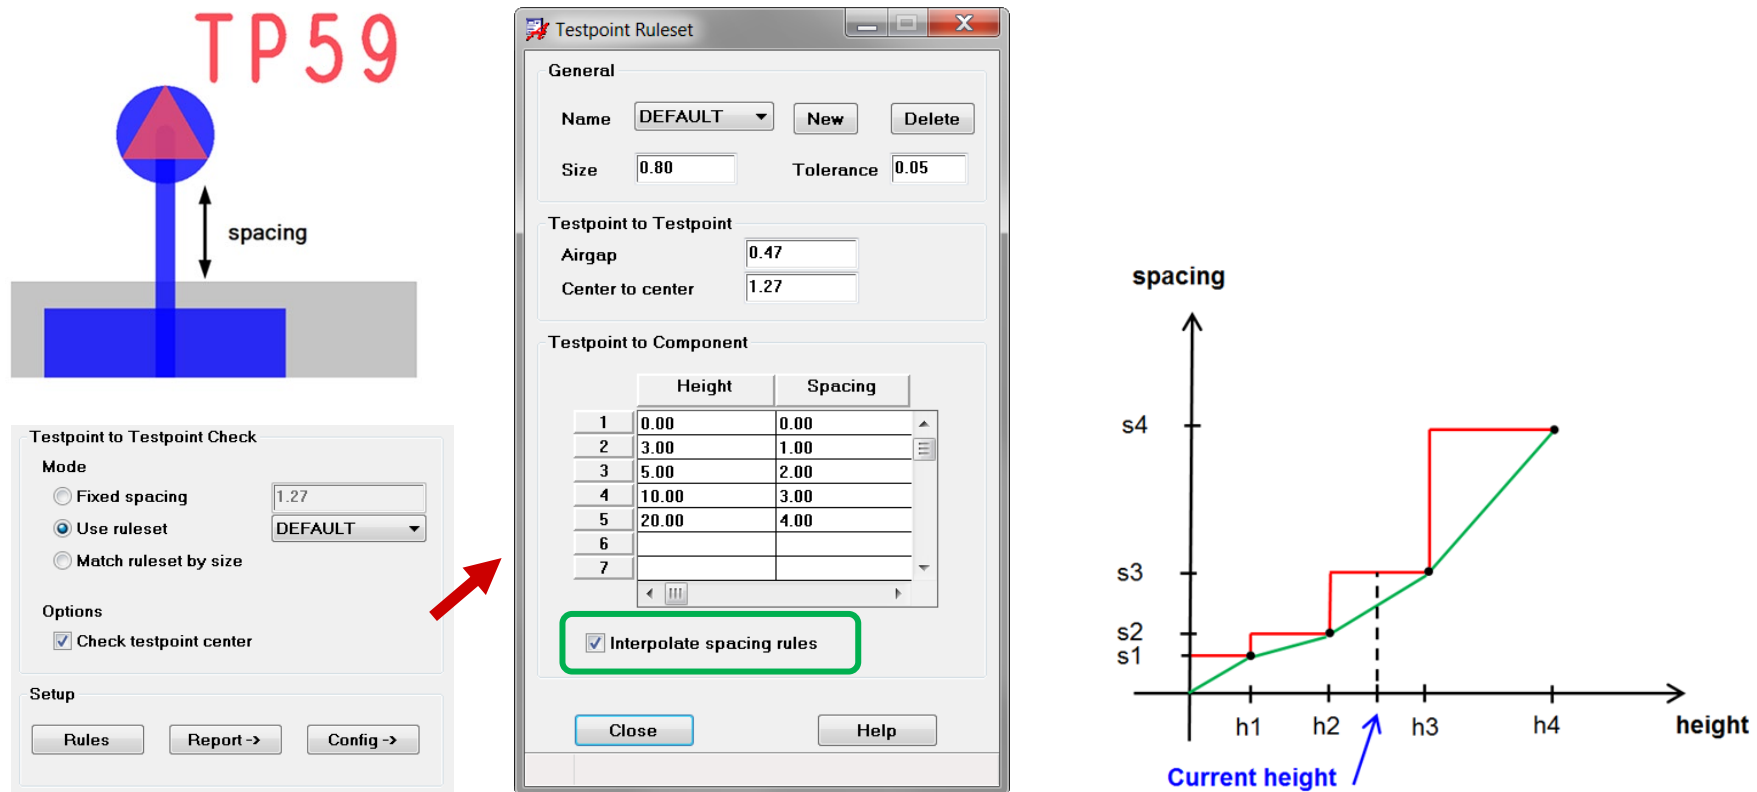 TP59
spacing
Testpoint to Testpoint Check
Mode
Fixed spacing 1.27
Use ruleset DEFAULT
Match ruleset by size
Options
Check testpoint center
Setup
Rules Report -> Config ->
Testpoint Ruleset
General
Name DEFAULT New Delete
Size 0.80 Tolerance 0.05
Testpoint to Testpoint
Airgap 0.47
Center to center 1.27
Testpoint to Component
Height Spacing
1 0.00 0.00
2 3.00 1.00
3 5.00 2.00
4 10.00 3.00
5 20.00 4.00
6
7
Interpolate spacing rules
Close Help
spacing
s4
s3
s2
s1
h1 h2 h3 h4 height
Current height